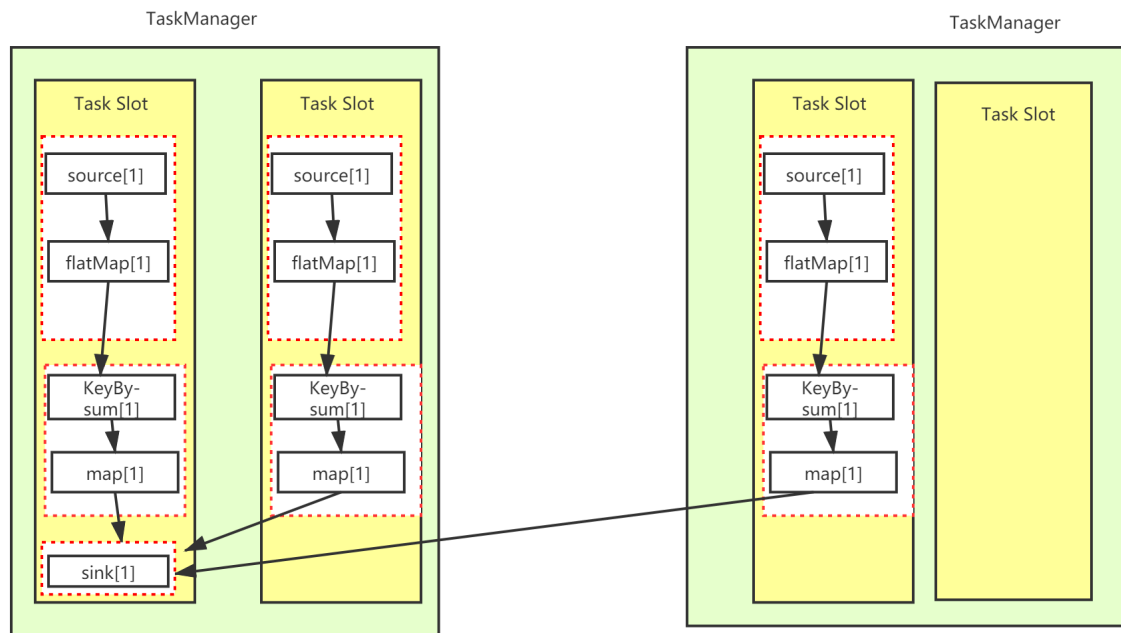 TaskManager
Task Slot
source[1]
flatMap[1]
KeyBy-
sum[1]
map[1]
sink[1]
Task Slot
source[1]
flatMap[1]
KeyBy-
sum[1]
map[1]
TaskManager
Task Slot
source[1]
flatMap[1]
KeyBy-
sum[1]
map[1]
Task Slot